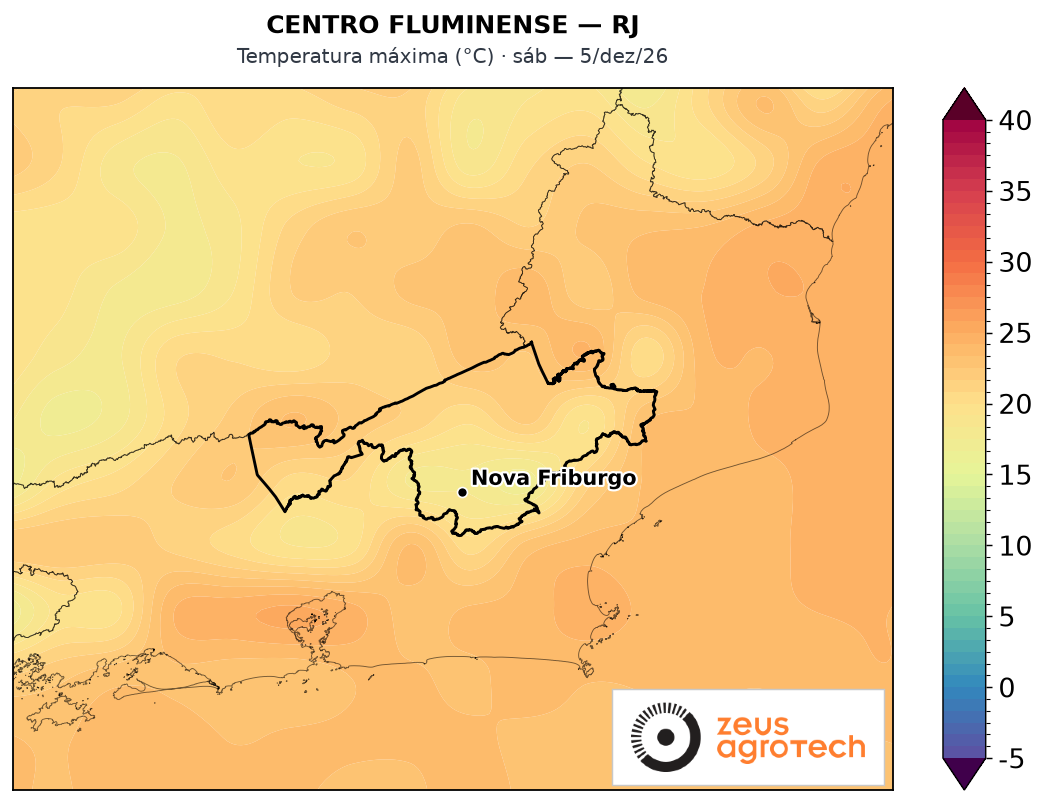 CENTRO FLUMINENSE — RJ
Temperatura máxima (°C) · sáb — 5/dez/26
40
35
30
25
20
15
10
5
0
-5
Nova Friburgo
zeus
agrotech